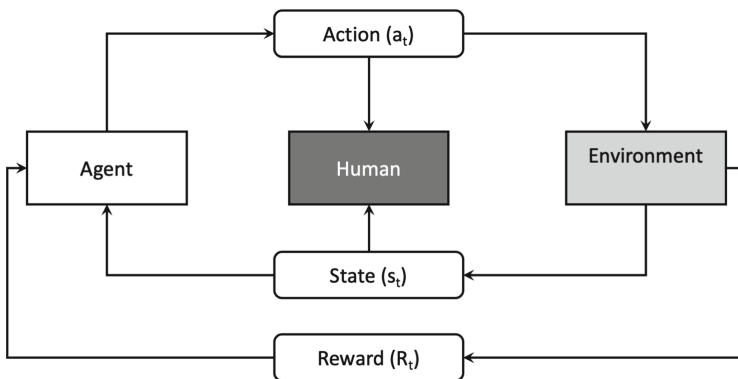 Action (aₜ)
Agent
Human
Environment
State (sₜ)
Reward (Rₜ)